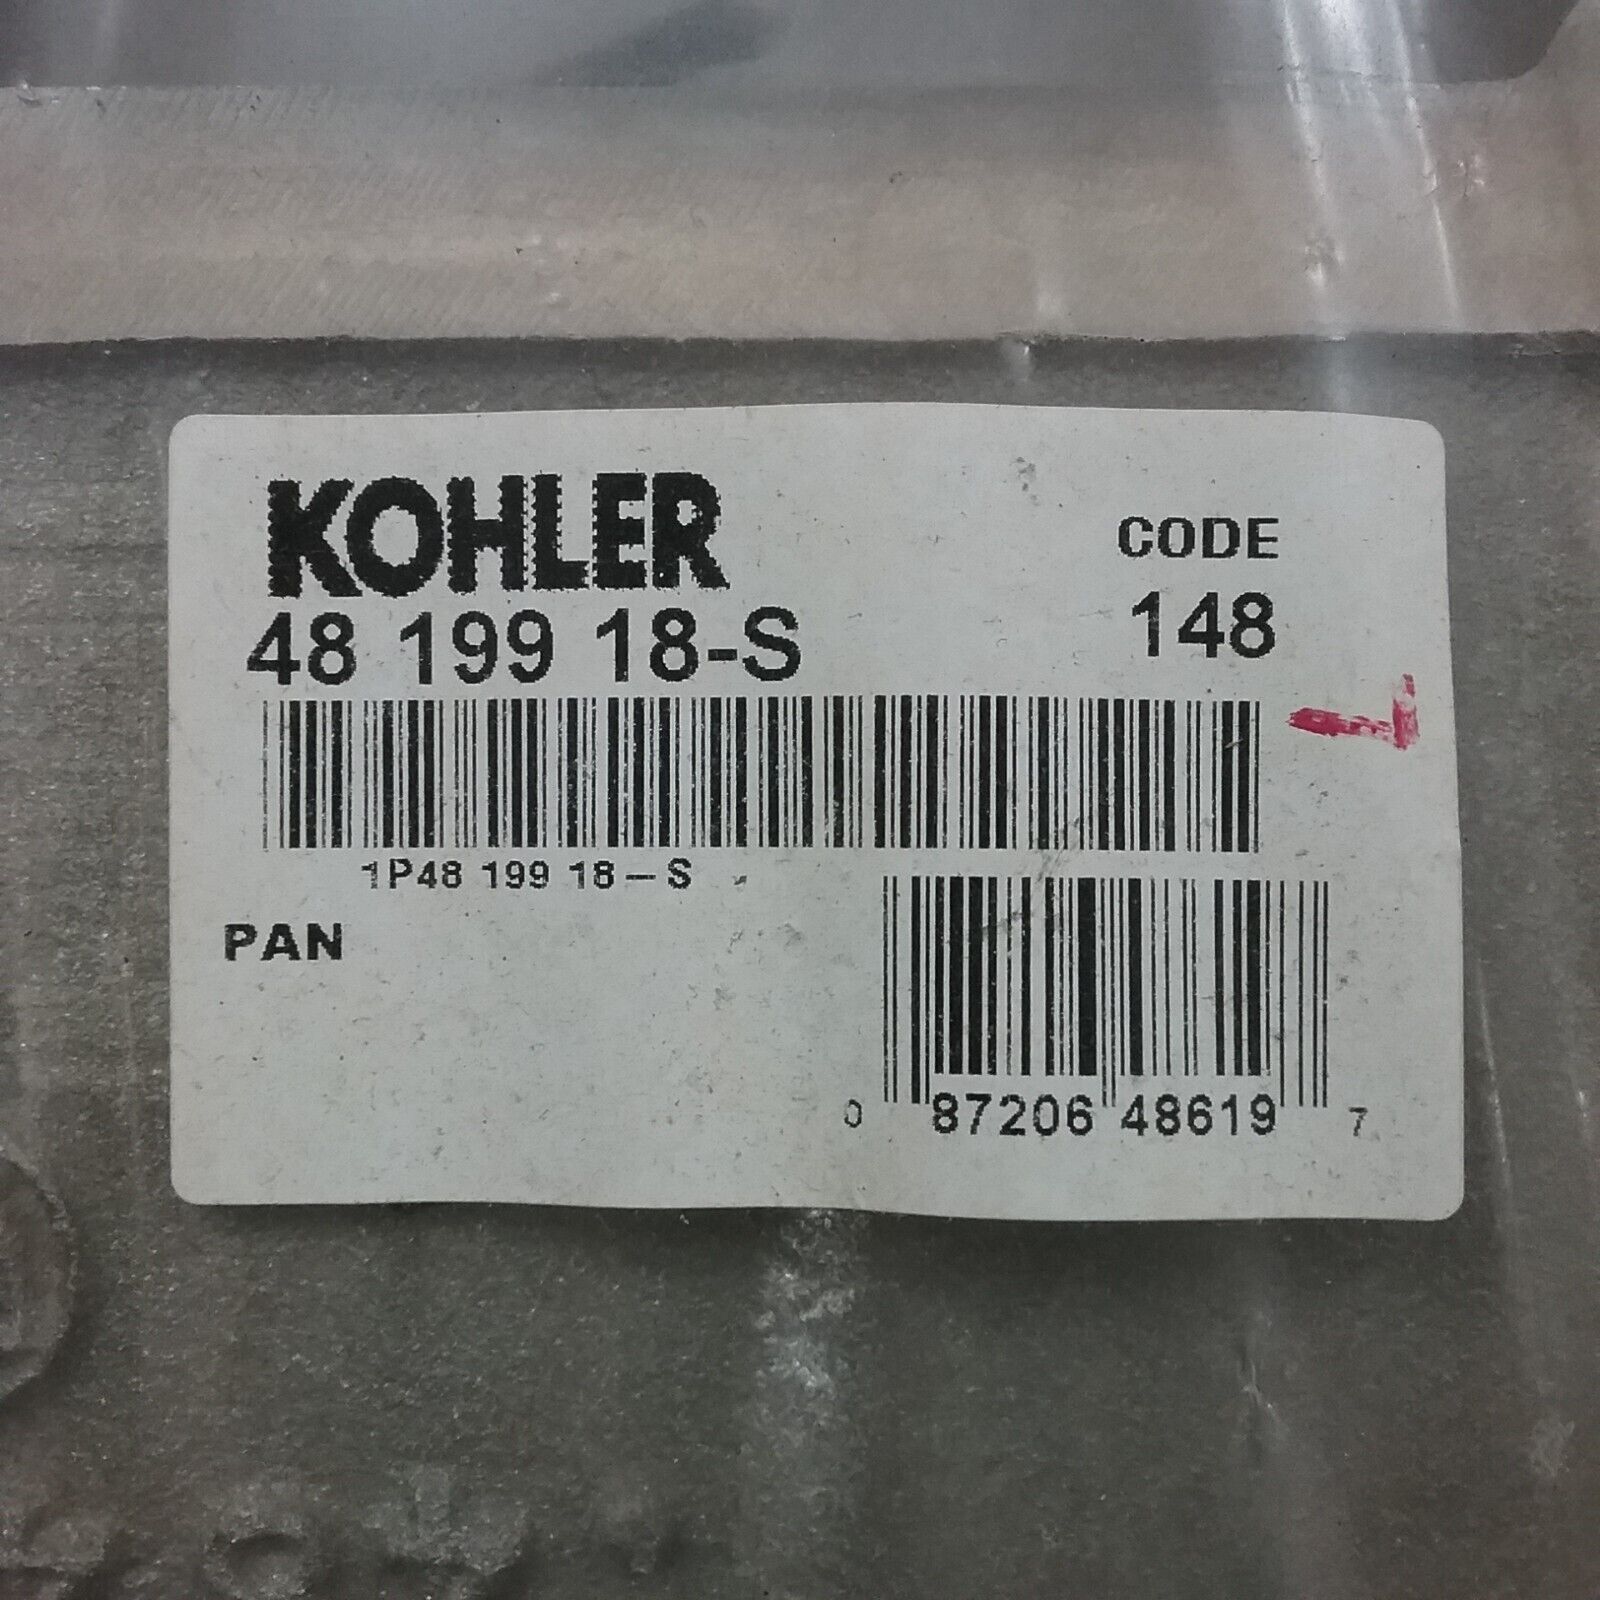 KOHLER
CODE
48 199 18-S
148
1P48 199 18-S
PAN
0 87206 48619 7